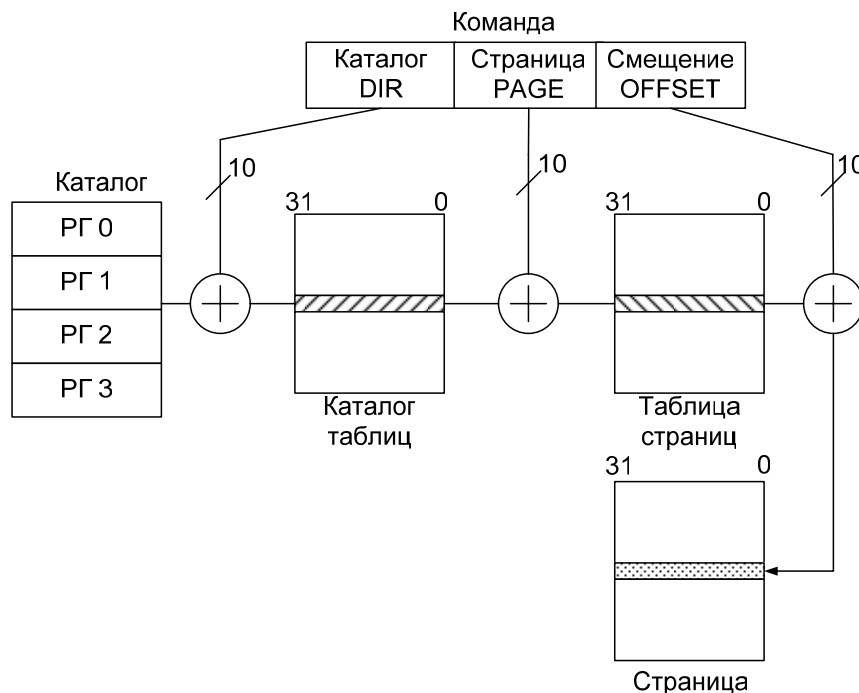 Команда
Каталог
DIR
Страница
PAGE
Смещение
OFFSET
10
10
10
Каталог
РГ 0
РГ 1
РГ 2
РГ 3
31 0
31 0
Каталог
таблиц
Таблица
страниц
31 0
Страница